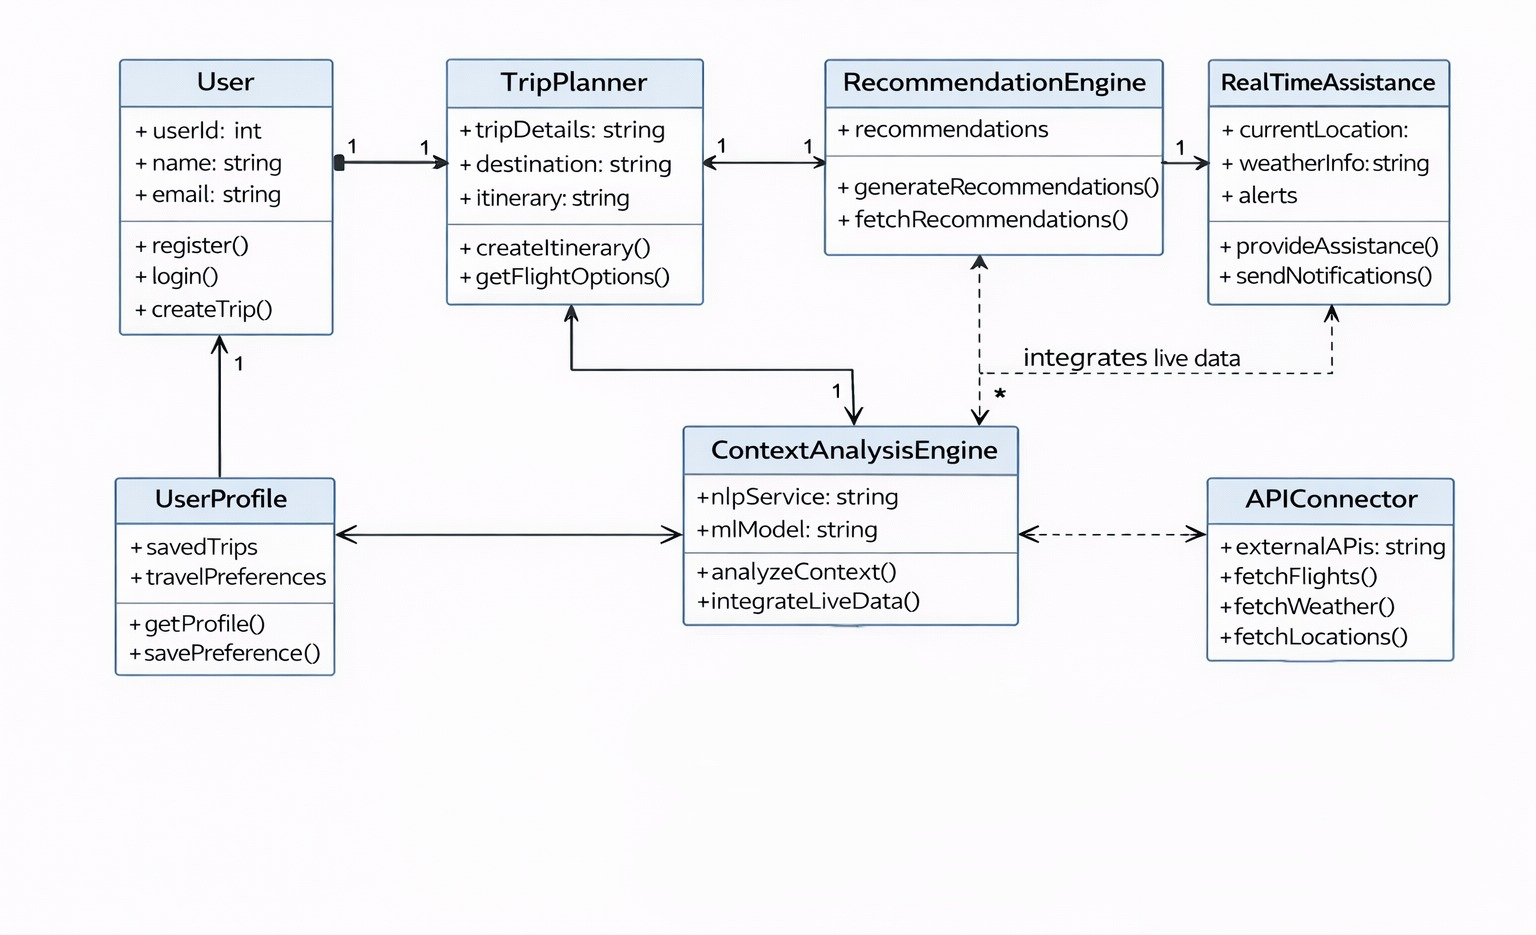 User
+ userId: int
+ name: string
+ email: string
+ register()
+ login()
+ createTrip()
1
1
TripPlanner
+ tripDetails: string
+ destination: string
+ itinerary: string
+ createItinerary()
+ getFlightOptions()
1
1
RecommendationEngine
+ recommendations
+ generateRecommendations()
+ fetchRecommendations()
1
RealTimeAssistance
+ currentLocation:
+ weatherInfo: string
+ alerts
+ provideAssistance()
+ sendNotifications()
1
1
integrates live data
*
UserProfile
+ savedTrips
+ travelPreferences
+ getProfile()
+ savePreference()
ContextAnalysisEngine
+nlpService: string
+mlModel: string
+analyzeContext()
+integrateLiveData()
APIConnector
+externalAPis: string
+fetchFlights()
+fetchWeather()
+fetchLocations()